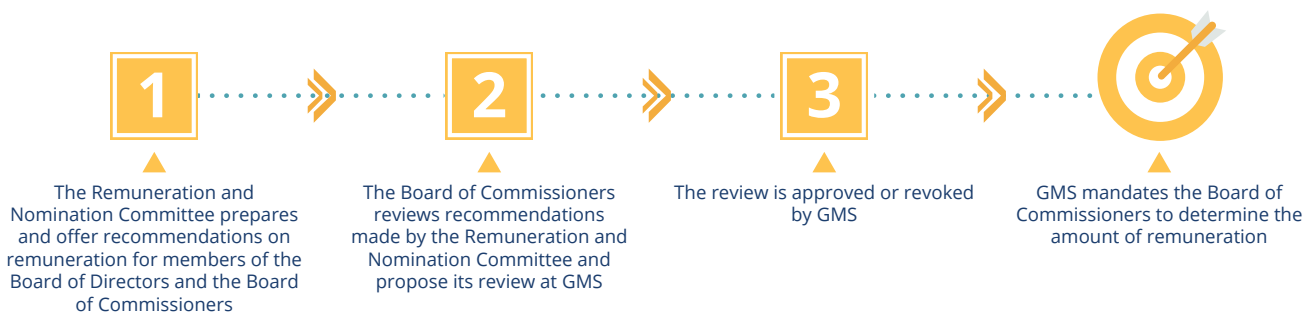 1
The Remuneration and
Nomination Committee prepares
and offer recommendations on
remuneration for members of the
Board of Directors and the Board
of Commissioners
2
The Board of Commissioners
reviews recommendations
made by the Remuneration and
Nomination Committee and
propose its review at GMS
3
The review is approved or revoked
by GMS
GMS mandates the Board of
Commissioners to determine the
amount of remuneration